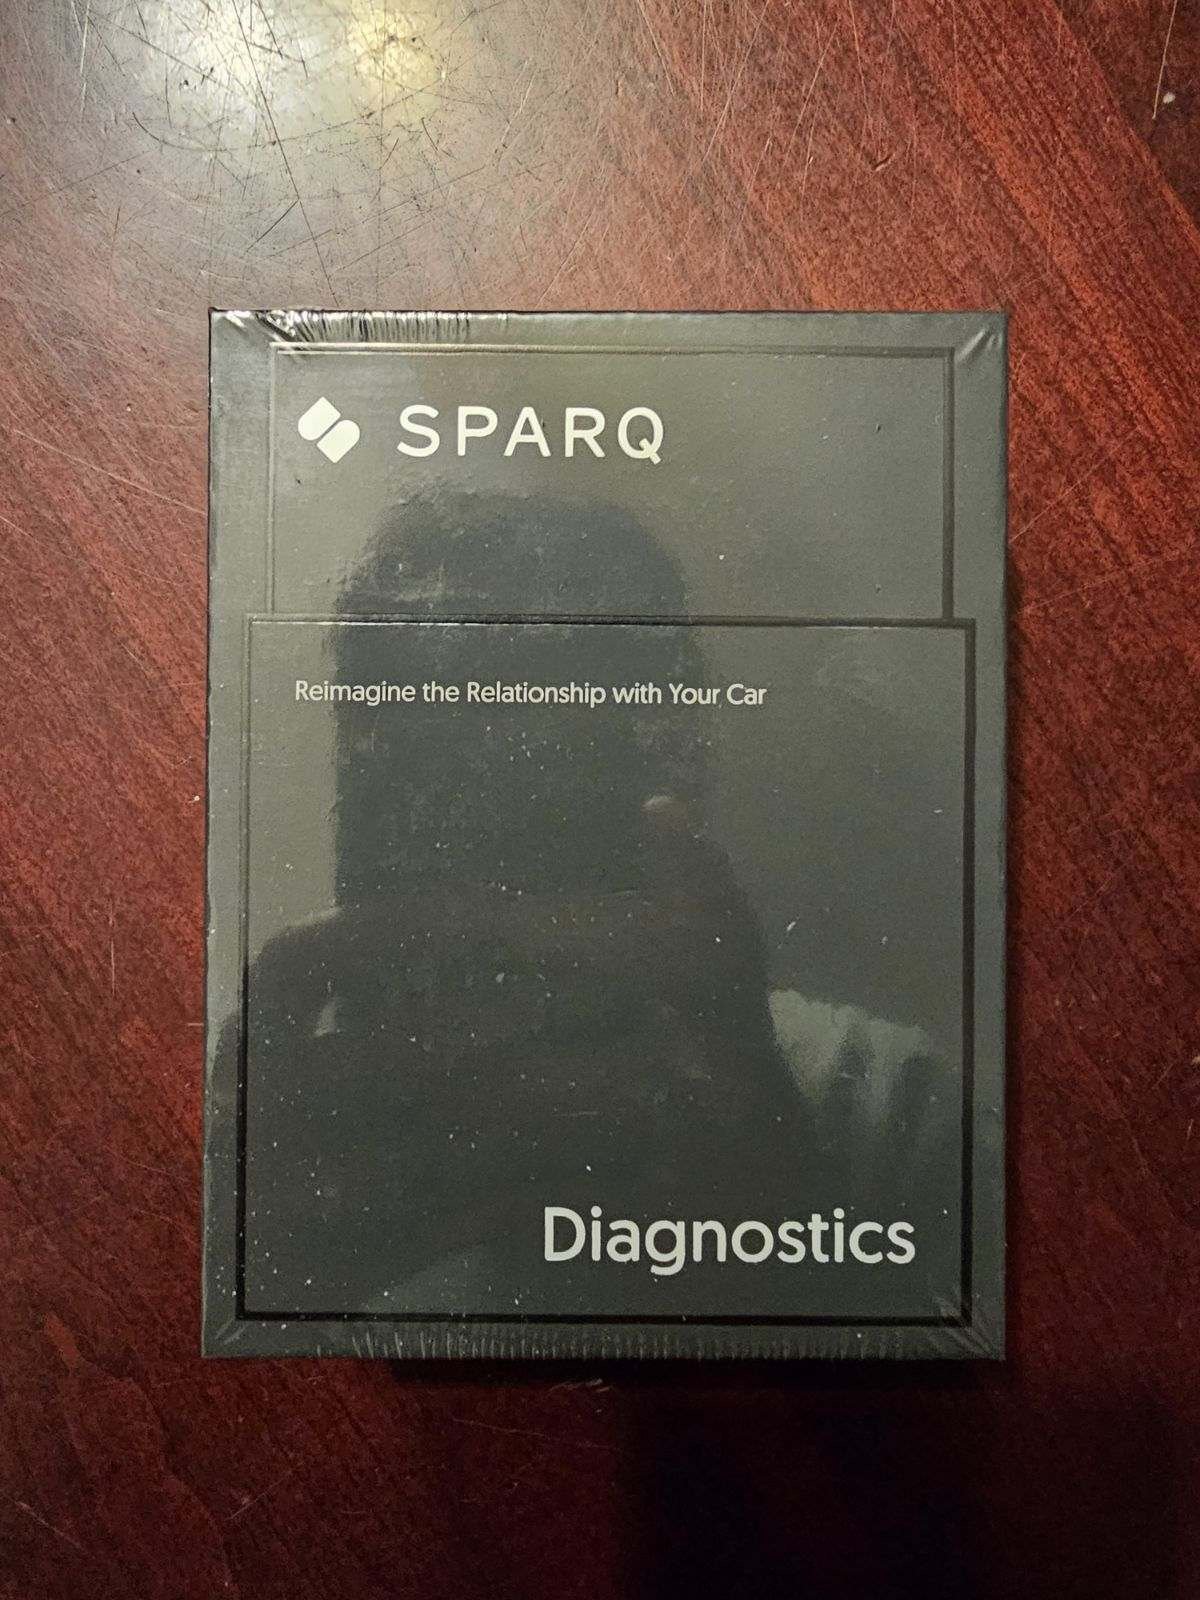 SPARQ
Reimagine the Relationship with Your Car
Diagnostics